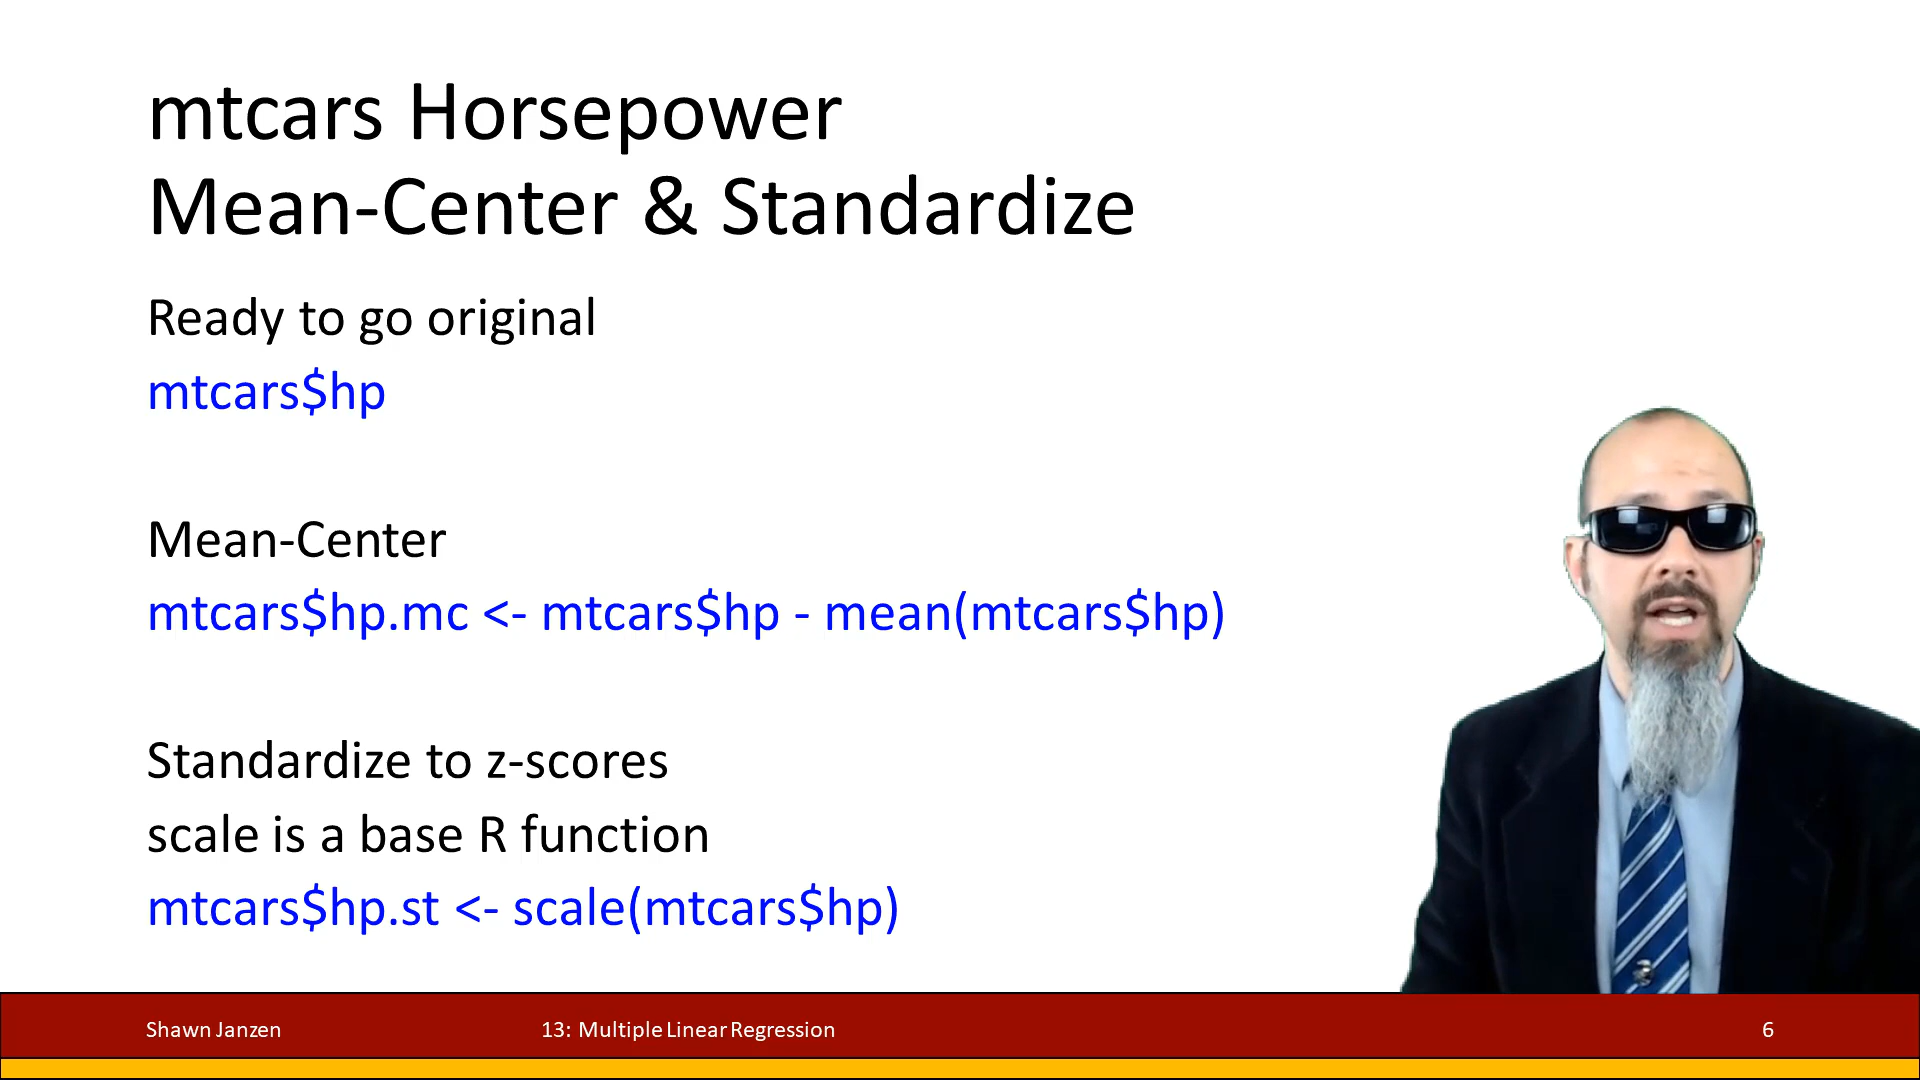 mtcars Horsepower
Mean-Center & Standardize
Ready to go original
mtcars$hp
Mean-Center
mtcars$hp.mc <- mtcars$hp - mean(mtcars$hp)
Standardize to z-scores
scale is a base R function
mtcars$hp.st <- scale(mtcars$hp)
Shawn Janzen
13: Multiple Linear Regression
6